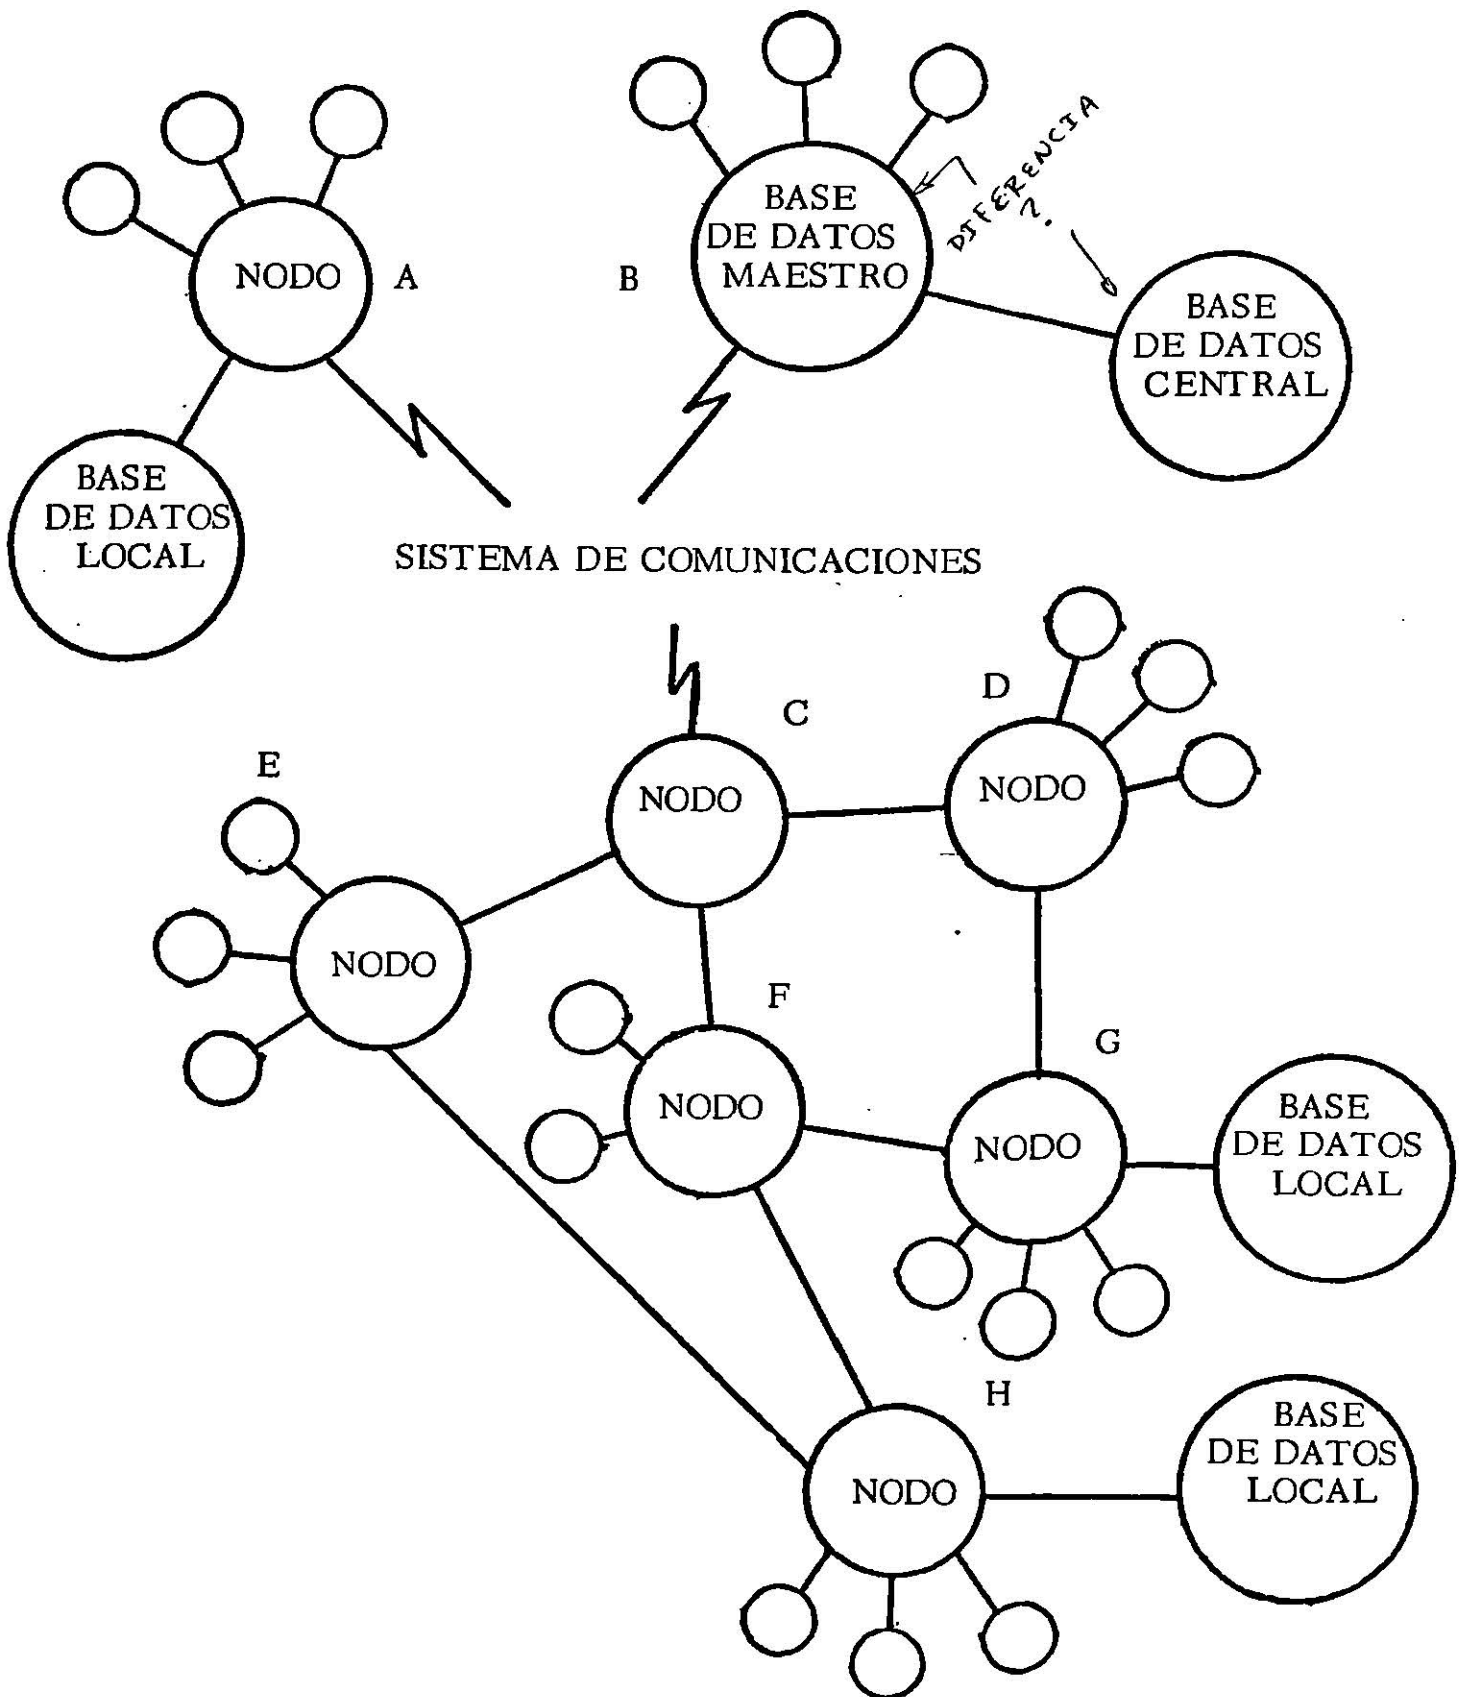 NODO
A
BASE
DE DATOS
MAESTRO
B
DIFERENCIA
?
BASE
DE DATOS
CENTRAL
BASE
DE DATOS
LOCAL
SISTEMA DE COMUNICACIONES
C
D
E
NODO
NODO
NODO
F
G
NODO
NODO
BASE
DE DATOS
LOCAL
H
NODO
BASE
DE DATOS
LOCAL